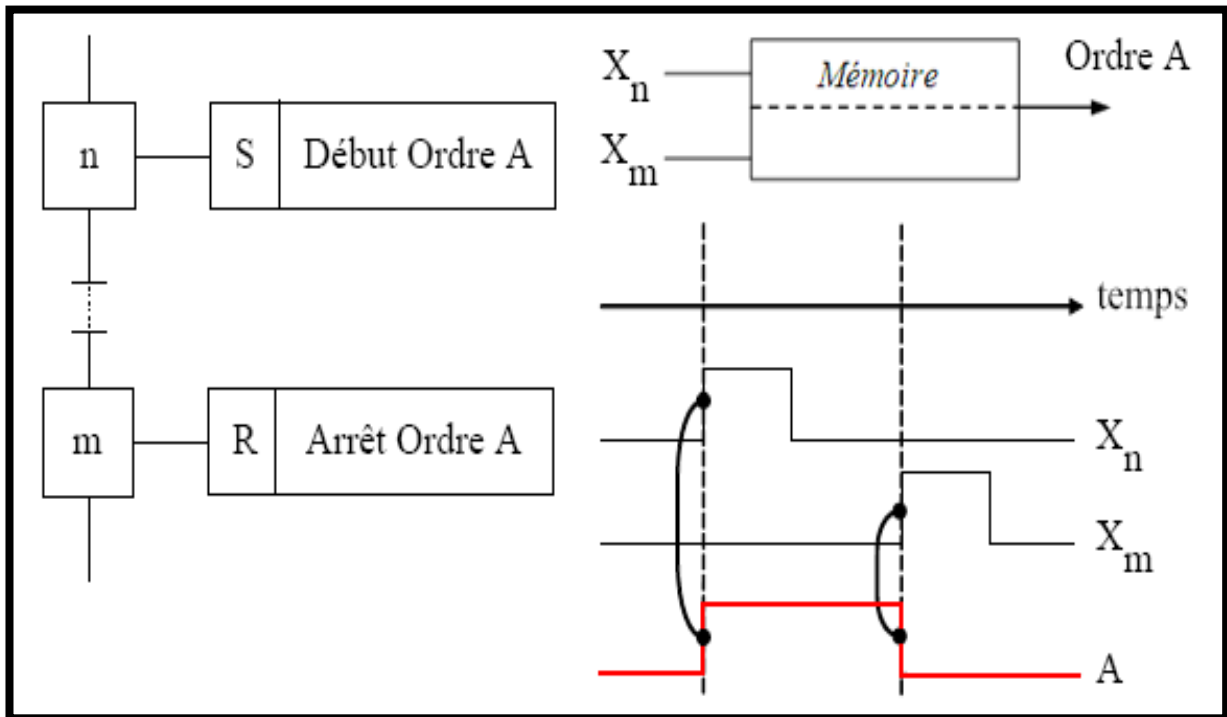 n
S
Début Ordre A
m
R
Arrêt Ordre A
Xn
Xm
Mémoire
Ordre A
temps
Xn
Xm
A